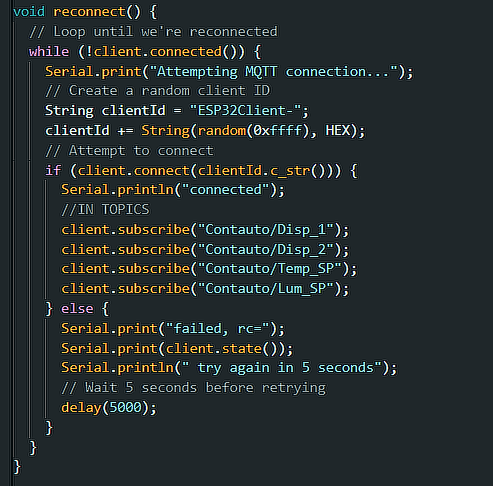 void reconnect() {
  // Loop until we're reconnected
  while (!client.connected()) {
    Serial.print("Attempting MQTT connection...");
    // Create a random client ID
    String clientId = "ESP32Client-";
    clientId += String(random(0xffff), HEX);
    // Attempt to connect
    if (client.connect(clientId.c_str())) {
      Serial.println("connected");
      //IN TOPICS
      client.subscribe("Contauto/Disp_1");
      client.subscribe("Contauto/Disp_2");
      client.subscribe("Contauto/Temp_SP");
      client.subscribe("Contauto/Lum_SP");
    } else {
      Serial.print("failed, rc=");
      Serial.print(client.state());
      Serial.println(" try again in 5 seconds");
      // Wait 5 seconds before retrying
      delay(5000);
    }
  }
}